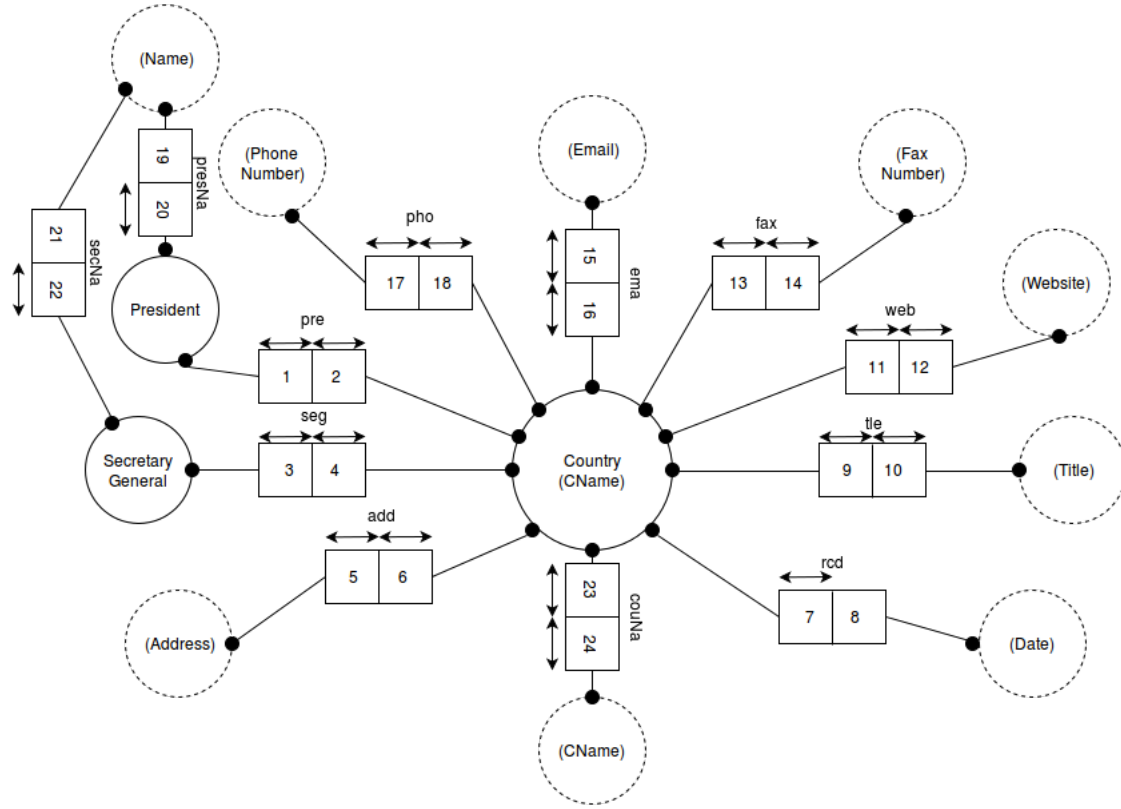 (Name)
19
20
presNa
21
22
secNa
President
(Phone
Number)
pho
17 18
(Email)
15
16
ema
(Fax
Number)
fax
13 14
(Website)
web
11 12
pre
1 2
seg
3 4
Secretary
General
Country
(CName)
tle
9 10
(Title)
add
5 6
(Address)
23
24
couNa
(CName)
rcd
7 8
(Date)